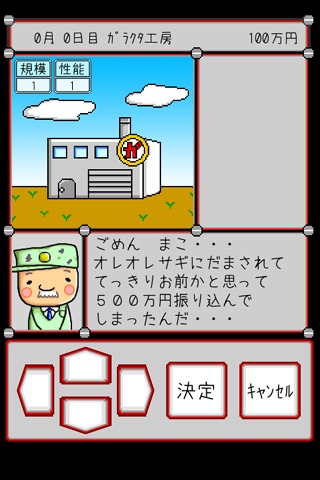 0月 0日目 ｶﾞﾗｸﾀ工房 100万円
規模 性能
1 1
ガ
ごめん まこ・・・
オレオレサギにだまされて
てっきりお前かと思って
５００万円振り込んで
しまったんだ・・・
決定 ｷｬﾝｾﾙ